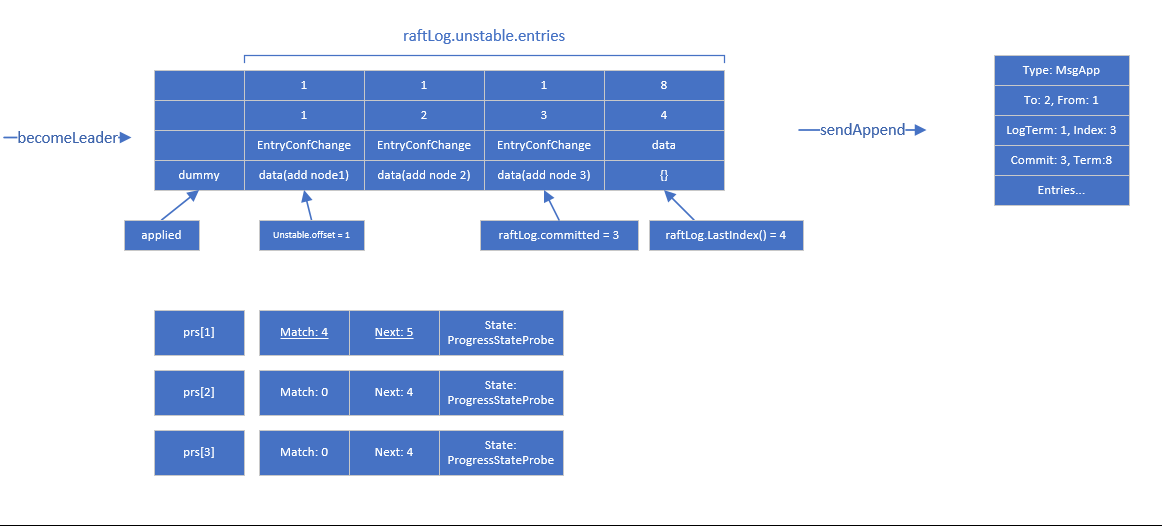 raftLog.unstable.entries
becomeLeader
1 1 1 8
1 2 3 4
EntryConfChange EntryConfChange EntryConfChange data
dummy data(add node1) data(add node 2) data(add node 3) {}
applied
Unstable.offset = 1
raftLog.committed = 3
raftLog.LastIndex() = 4
sendAppend
Type: MsgApp
To: 2, From: 1
LogTerm: 1, Index: 3
Commit: 3, Term:8
Entries...
prs[1] Match: 4 Next: 5 State:
ProgressStateProbe
prs[2] Match: 0 Next: 4 State:
ProgressStateProbe
prs[3] Match: 0 Next: 4 State:
ProgressStateProbe